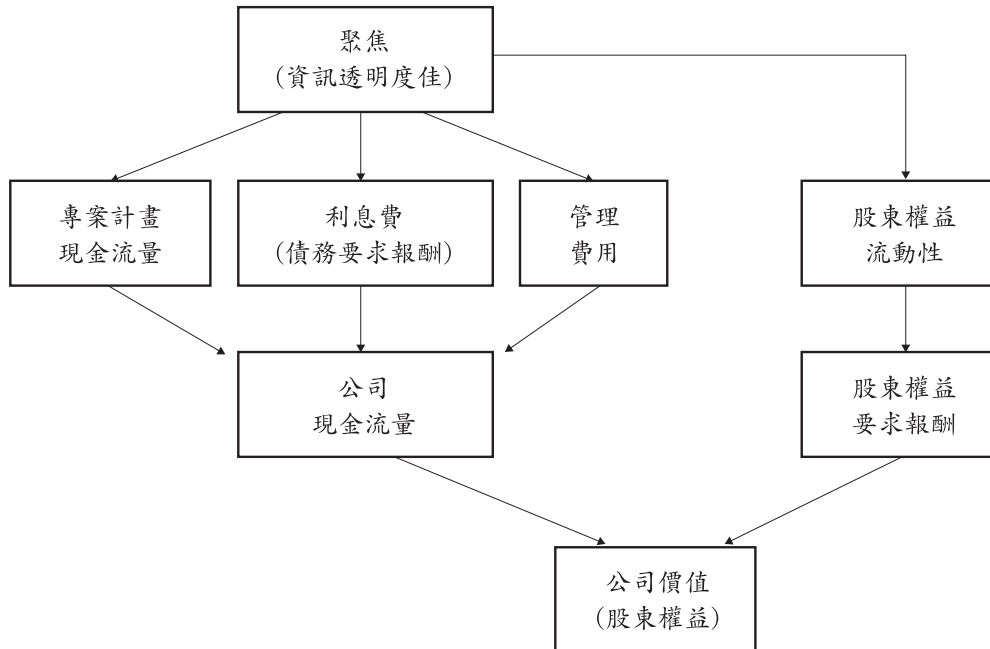 聚焦
(資訊透明度佳)
專案計畫
現金流量
利息費
(債務要求報酬)
管理
費用
股東權益
流動性
公司
現金流量
股東權益
要求報酬
公司價值
(股東權益)